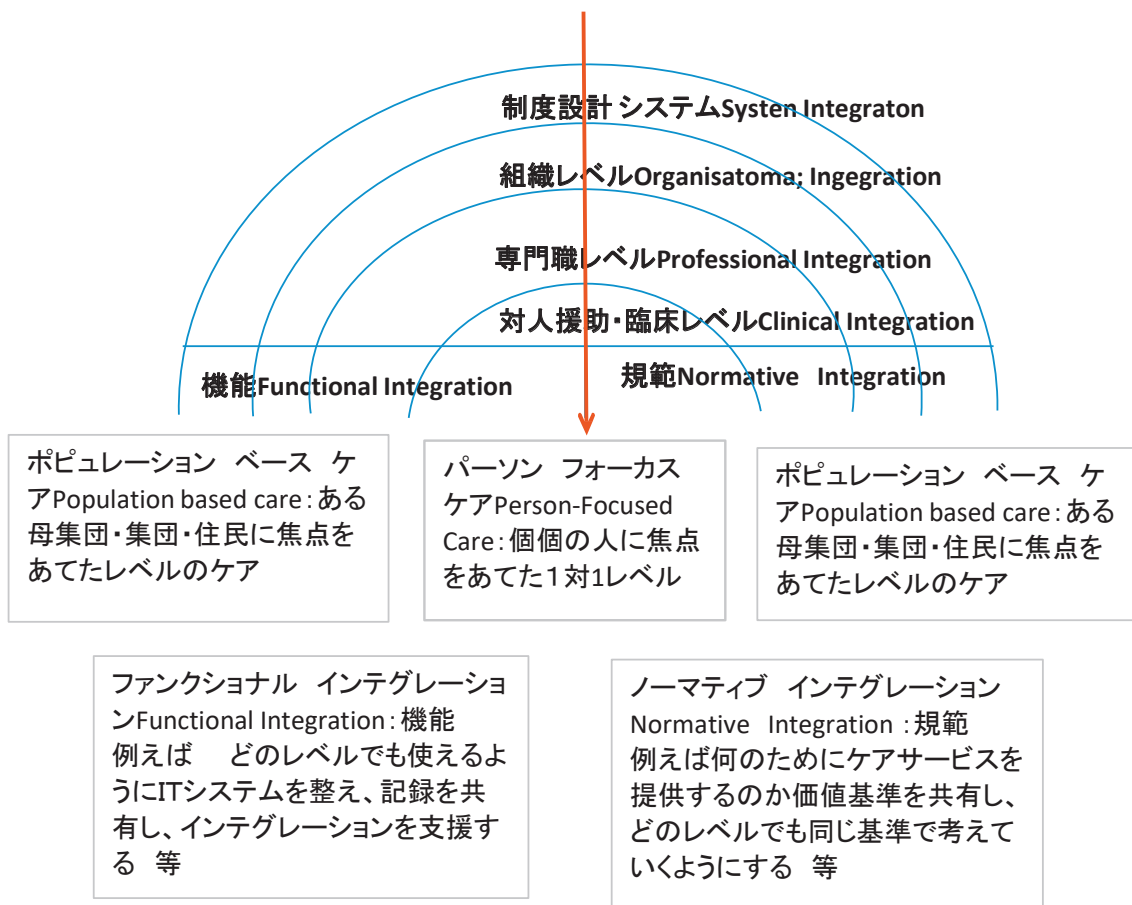 制度設計 システムSysten Integraton
組織レベルOrganisatoma; Ingegration
専門職レベルProfessional Integration
対人援助・臨床レベルClinical Integration
機能Functional Integration
規範Normative Integration
ポピュレーション ベース ケ
アPopulation based care：ある
母集団・集団・住民に焦点を
あてたレベルのケア
パーソン フォーカス
ケアPerson-Focused
Care：個個の人に焦点
をあてた１対1レベル
ポピュレーション ベース ケ
アPopulation based care：ある
母集団・集団・住民に焦点を
あてたレベルのケア
ファンクショナル インテグレーショ
ンFunctional Integration：機能
例えば どのレベルでも使えるよ
うにITシステムを整え、記録を共
有し、インテグレーションを支援す
る 等
ノーマティブ インテグレーション
Normative Integration：規範
例えば何のためにケアサービスを
提供するのか価値基準を共有し、
どのレベルでも同じ基準で考えて
いくようにする 等